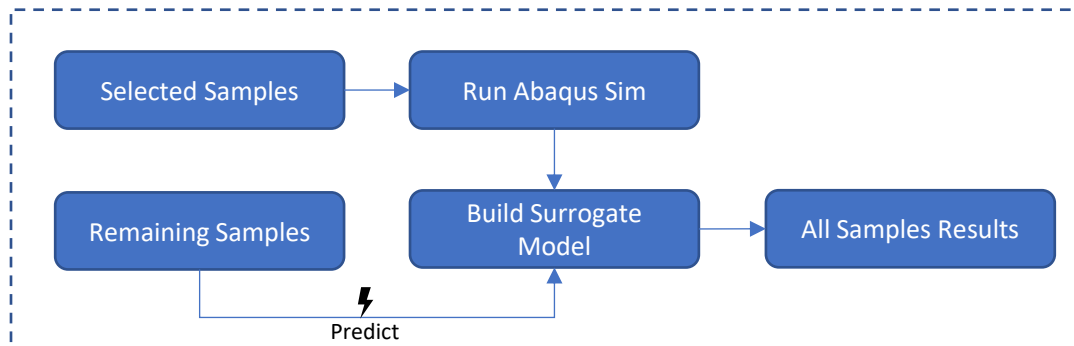 Selected Samples
Run Abaqus Sim
Remaining Samples
Build Surrogate
Model
All Samples Results
Predict